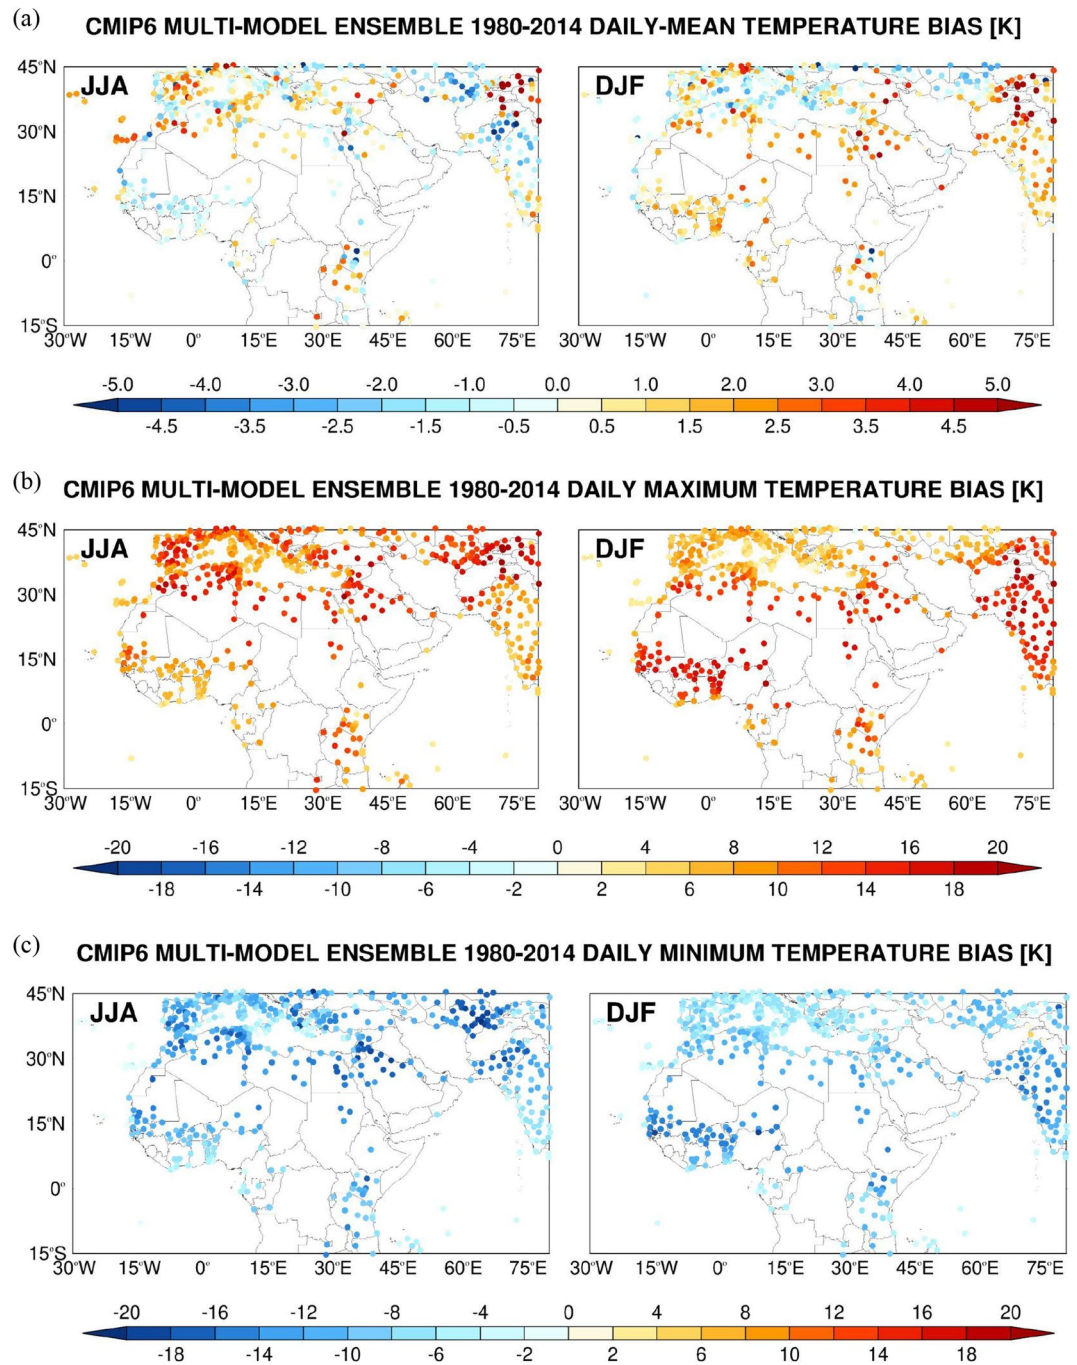 (a)
CMIP6 MULTI-MODEL ENSEMBLE 1980-2014 DAILY-MEAN TEMPERATURE BIAS [K]
45°N
30°N
15°N
0°
15°S
JJA
DJF
30°W 15°W 0° 15°E 30°E 45°E 60°E 75°E
30°W 15°W 0° 15°E 30°E 45°E 60°E 75°E
-5.0 -4.0 -3.0 -2.0 -1.0 0.0 1.0 2.0 3.0 4.0 5.0
-4.5 -3.5 -2.5 -1.5 -0.5 0.5 1.5 2.5 3.5 4.5
(b)
CMIP6 MULTI-MODEL ENSEMBLE 1980-2014 DAILY MAXIMUM TEMPERATURE BIAS [K]
45°N
30°N
15°N
0°
15°S
JJA
DJF
30°W 15°W 0° 15°E 30°E 45°E 60°E 75°E
30°W 15°W 0° 15°E 30°E 45°E 60°E 75°E
-20 -16 -12 -8 -4 0 4 8 12 16 20
-18 -14 -10 -6 -2 2 6 10 14 18
(c)
CMIP6 MULTI-MODEL ENSEMBLE 1980-2014 DAILY MINIMUM TEMPERATURE BIAS [K]
45°N
30°N
15°N
0°
15°S
JJA
DJF
30°W 15°W 0° 15°E 30°E 45°E 60°E 75°E
30°W 15°W 0° 15°E 30°E 45°E 60°E 75°E
-20 -16 -12 -8 -4 0 4 8 12 16 20
-18 -14 -10 -6 -2 2 6 10 14 18